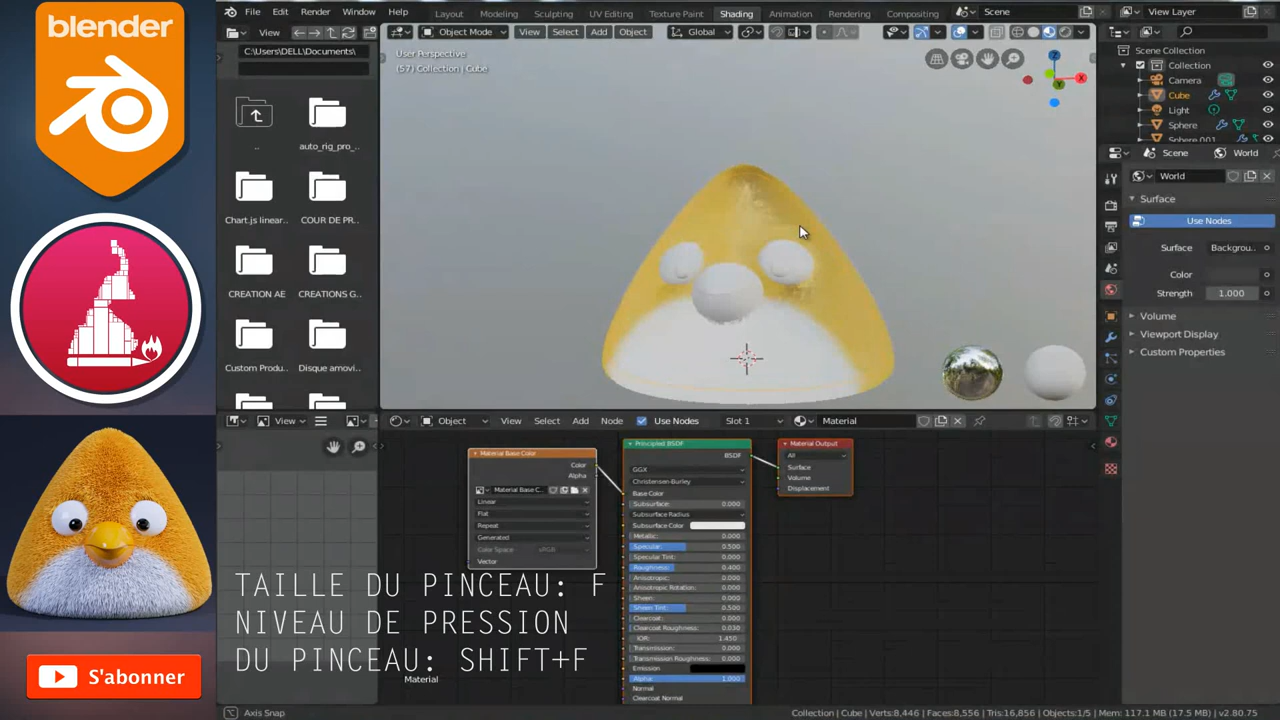 blender
S'abonner
File Edit Render Window Help
Layout Modeling Sculpting UV Editing Texture Paint Shading Animation Rendering Compositing
Scene
View Layer
View
Object Mode
View Select Add Object
Global
C:\Users\DELL\Documents\
User Perspective
(57) Collection | Cube
..
auto_rig_pro_..
Chart.js linear..
COUR DE PR..
CREATION AE
CREATIONS G..
Custom Produ..
Disque amovi..
Scene Collection
Collection
Camera
Cube
Light
Sphere
Sphere.001
Scene
World
World
Surface
Use Nodes
Surface: Backgrou..
Color:
Strength: 1.000
Volume
Viewport Display
Custom Properties
View
Object
View Select Add Node
Use Nodes
Slot 1
Material
Material Base Color
Color
Alpha
Material Base C..
Linear
Flat
Repeat
Generated
Color Space: sRGB
Vector
Principled BSDF
BSDF
GGX
Christensen-Burley
Base Color
Subsurface: 0.000
Subsurface Radius
Subsurface Color
Metallic: 0.000
Specular: 0.500
Specular Tint: 0.000
Roughness: 0.400
Anisotropic: 0.000
Anisotropic Rotation: 0.000
Sheen: 0.000
Sheen Tint: 0.500
Clearcoat: 0.000
Clearcoat Roughness: 0.030
IOR: 1.450
Transmission: 0.000
Transmission Roughness: 0.000
Emission
Alpha: 1.000
Normal
Clearcoat Normal
Material Output
All
Surface
Volume
Displacement
TAILLE DU PINCEAU: F
NIVEAU DE PRESSION
DU PINCEAU: SHIFT+F
Material
Axis Snap
Collection | Cube | Verts:8,446 | Faces:8,556 | Tris:16,856 | Objects:1/5 | Mem: 117.1 MB (17.5 MB) | v2.80.75